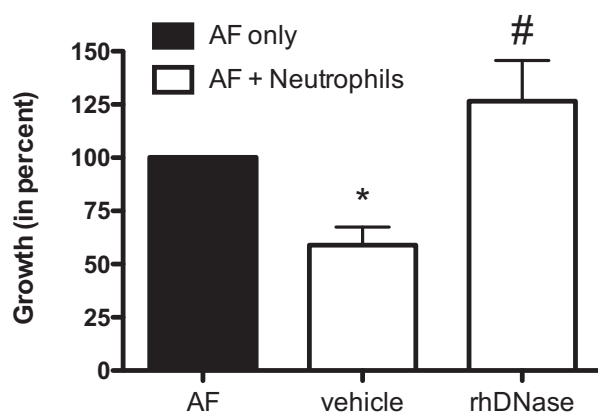 AF only
AF + Neutrophils
#
*
Growth (in percent)
150
125
100
75
50
25
0
AF
vehicle
rhDNase